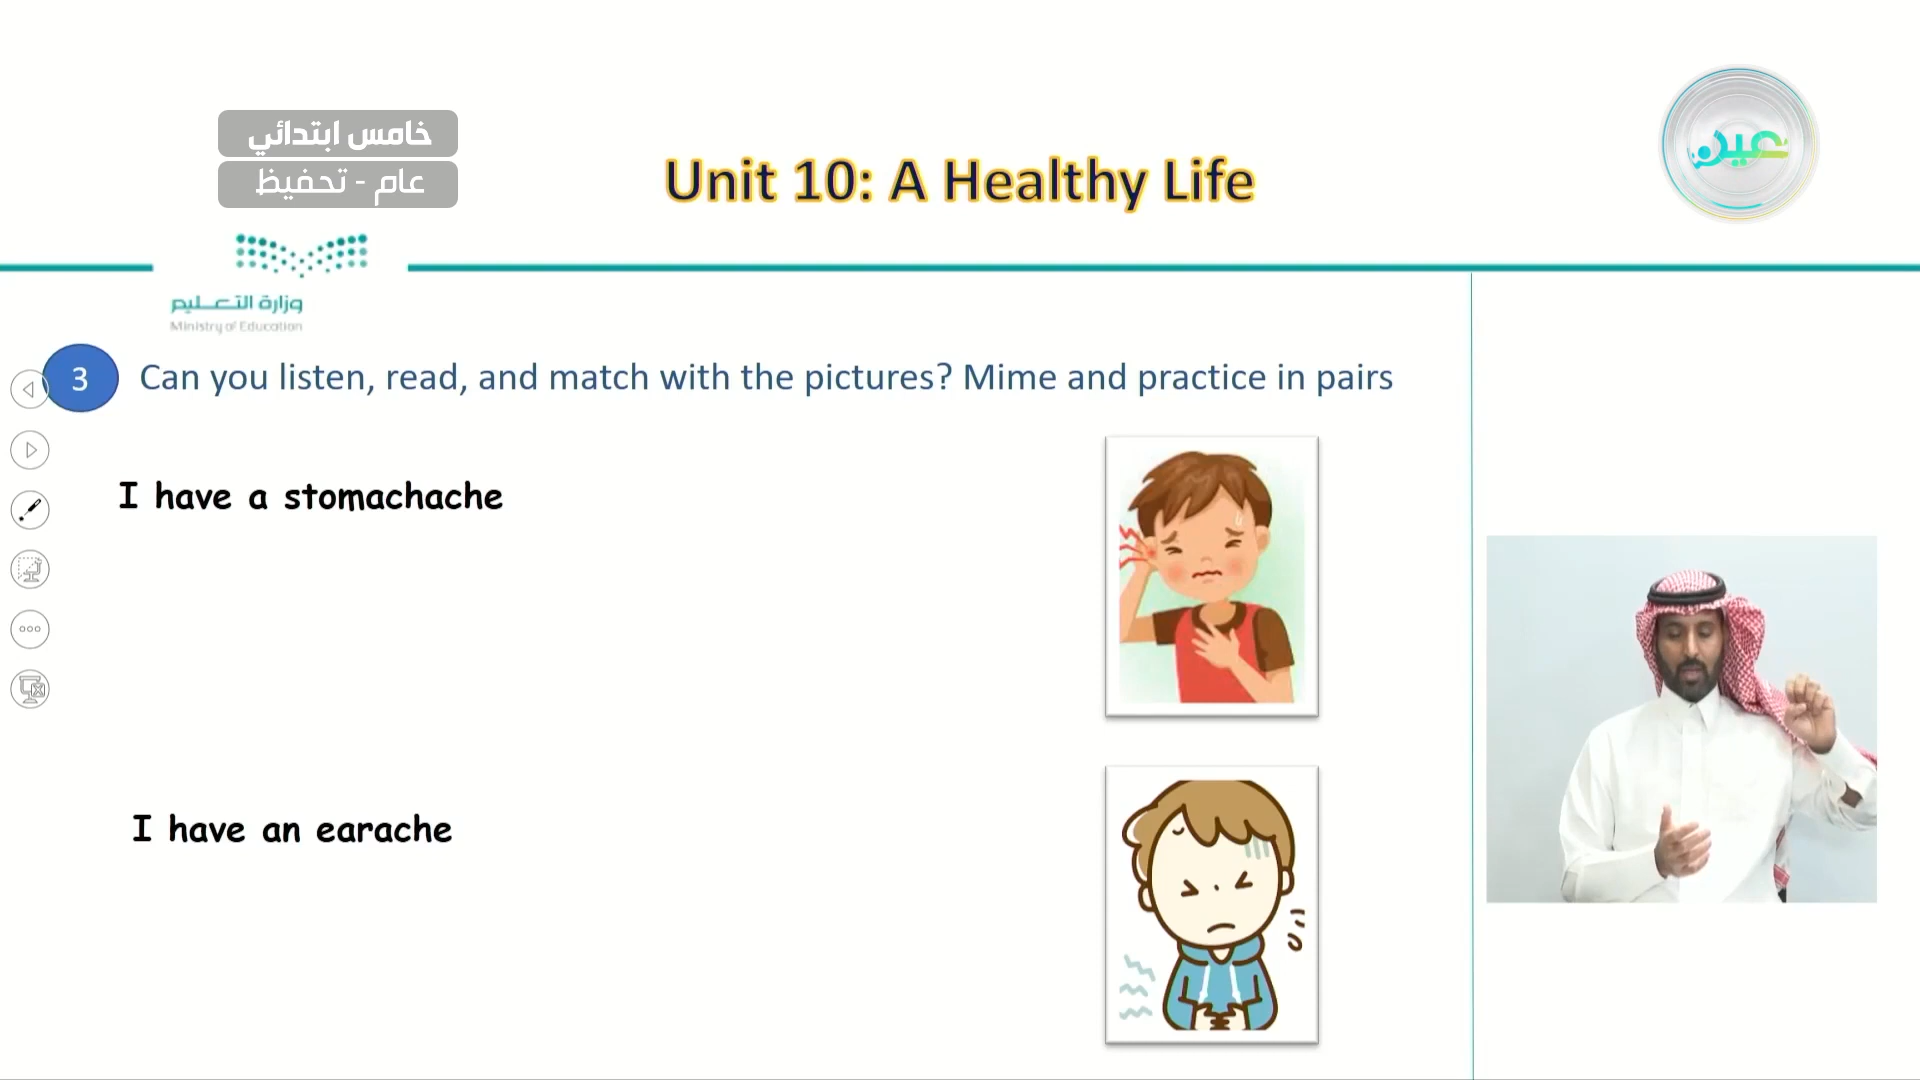 خامس ابتدائي
عام - تحفيظ
عين
Unit 10: A Healthy Life
وزارة التعليم
Ministry of Education
3 Can you listen, read, and match with the pictures? Mime and practice in pairs
I have a stomachache
I have an earache